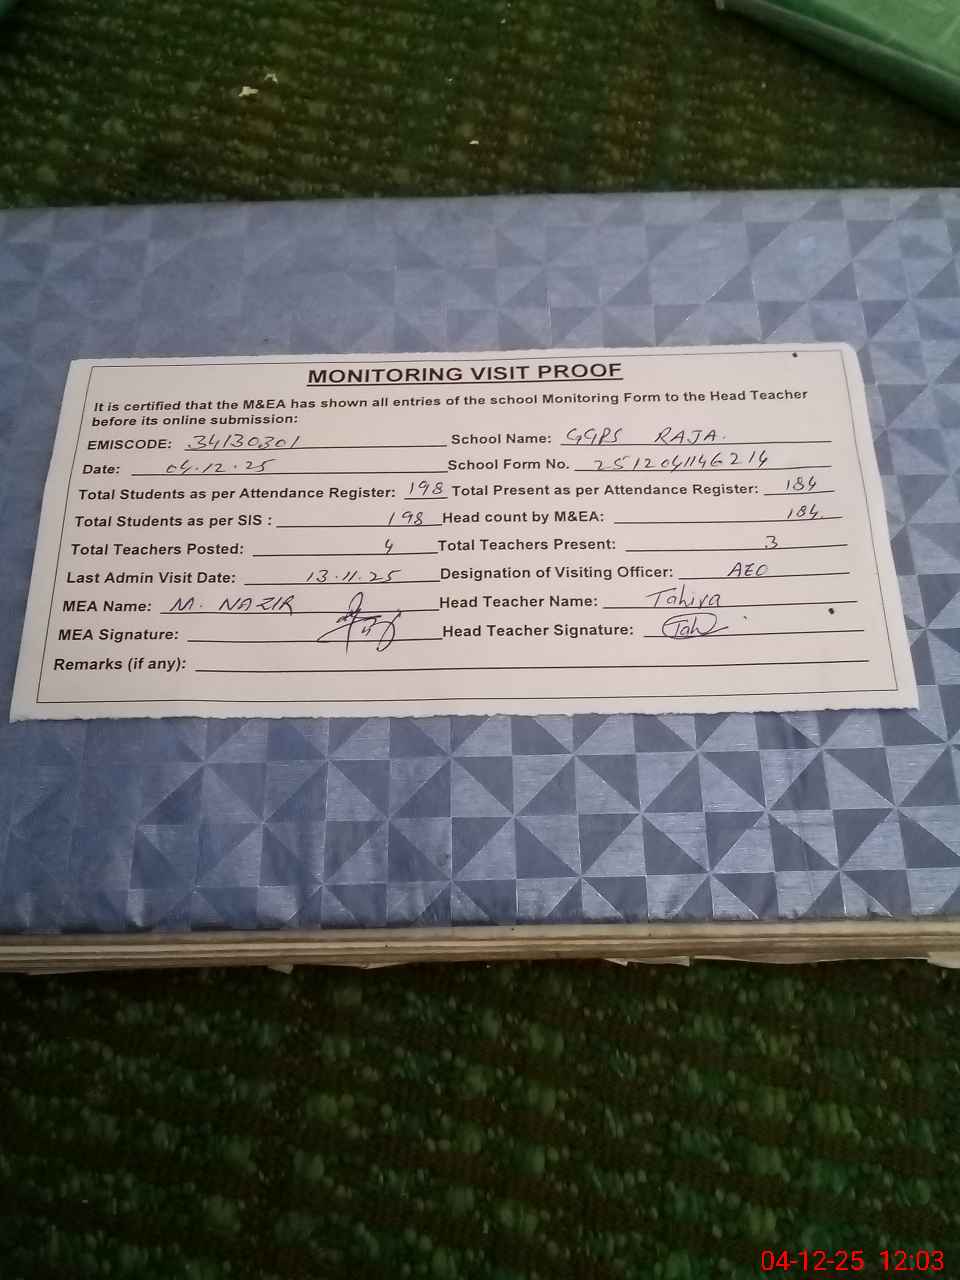 MONITORING VISIT PROOF
It is certified that the M&EA has shown all entries of the school Monitoring Form to the Head Teacher
before its online submission:
EMISCODE: 34130301 School Name: GGPS RAJA.
Date: 04.12.25 School Form No. 2512041146214
Total Students as per Attendance Register: 198 Total Present as per Attendance Register: 184
Total Students as per SIS : 198 Head count by M&EA: 184.
Total Teachers Posted: 4 Total Teachers Present: 3
Last Admin Visit Date: 13.11.25 Designation of Visiting Officer: AEO
MEA Name: M. NAZIR Head Teacher Name: Tahira
MEA Signature: Head Teacher Signature: Tah
Remarks (if any):
04-12-25 12:03